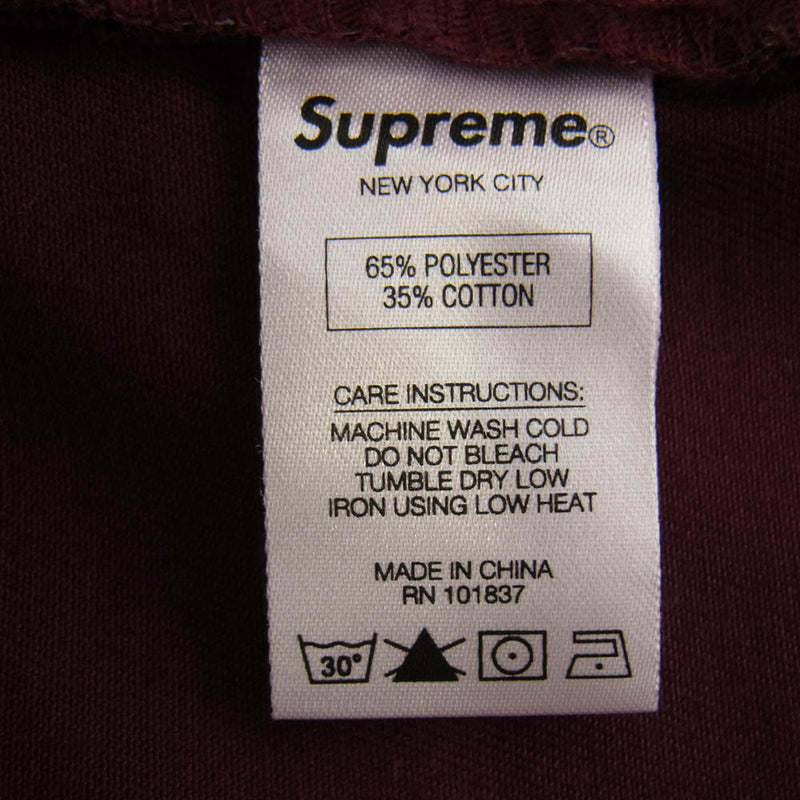 Supreme®
NEW YORK CITY
65% POLYESTER
35% COTTON
CARE INSTRUCTIONS:
MACHINE WASH COLD
DO NOT BLEACH
TUMBLE DRY LOW
IRON USING LOW HEAT
MADE IN CHINA
RN 101837
30°